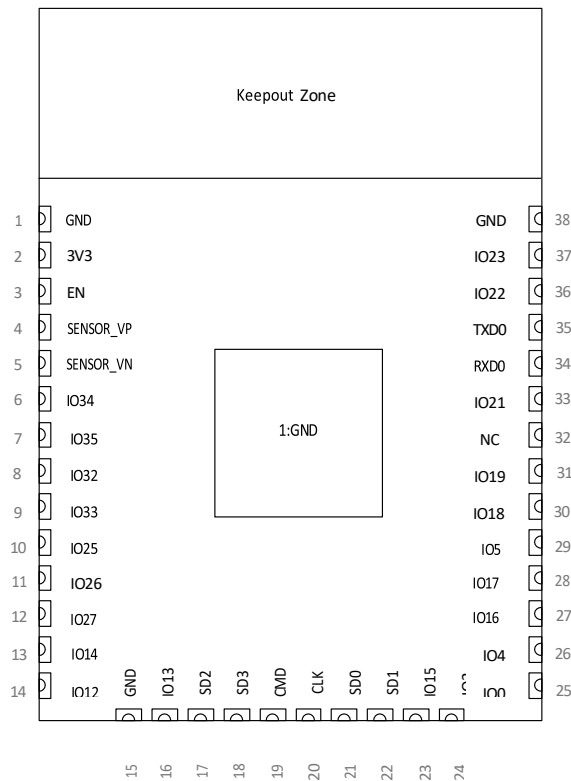 Keepout Zone
1 GND
2 3V3
3 EN
4 SENSOR_VP
5 SENSOR_VN
6 IO34
7 IO35
8 IO32
9 IO33
10 IO25
11 IO26
12 IO27
13 IO14
14 IO12
1:GND
GND 38
IO23 37
IO22 36
TXD0 35
RXD0 34
IO21 33
NC 32
IO19 31
IO18 30
IO5 29
IO17 28
IO16 27
IO4 26
IO0 25
GND 15
IO13 16
SD2 17
SD3 18
CMD 19
CLK 20
SD0 21
SD1 22
IO15 23
24